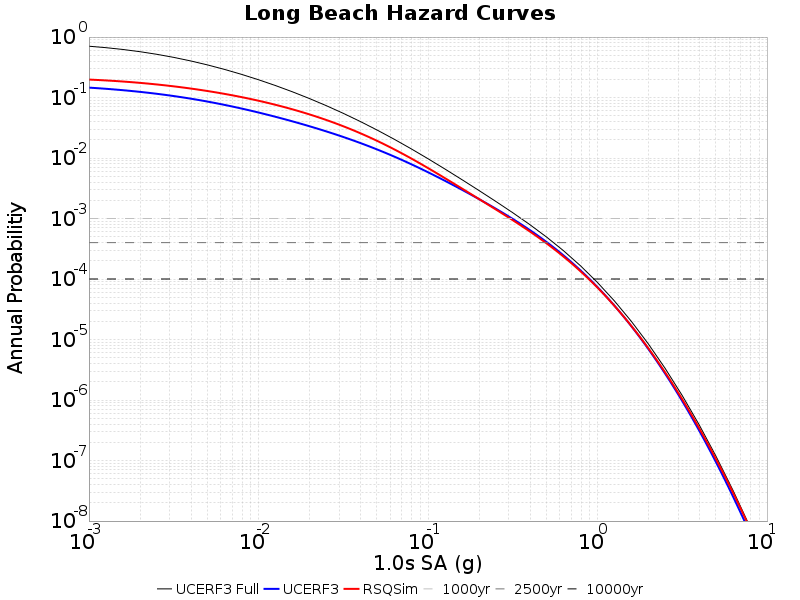 Long Beach Hazard Curves
Annual Probabilitiy
10^0
10^-1
10^-2
10^-3
10^-4
10^-5
10^-6
10^-7
10^-8
10^-3 10^-2 10^-1 10^0 10^1
1.0s SA (g)
UCERF3 Full UCERF3 RSQSim 1000yr 2500yr 10000yr